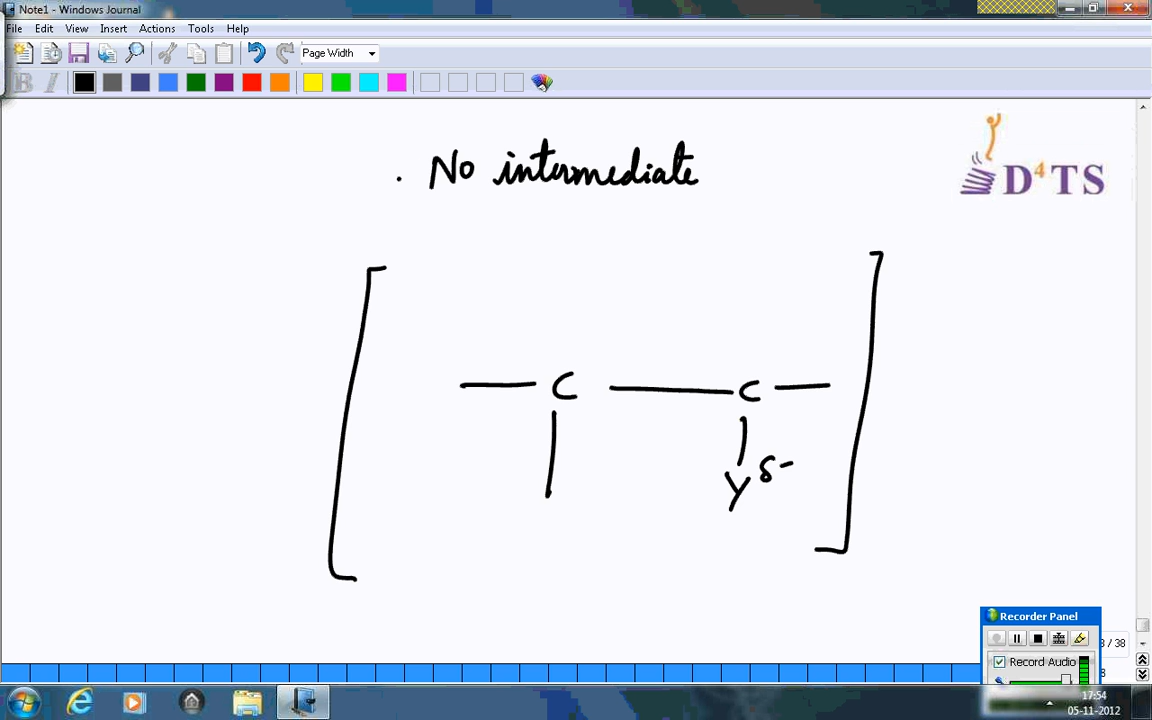 Note1 - Windows Journal
File Edit View Insert Actions Tools Help
Page Width
B I
. No intermediate
D4TS
C C
Y δ-
Recorder Panel
/ 38
Record Audio
17:54
05-11-2012